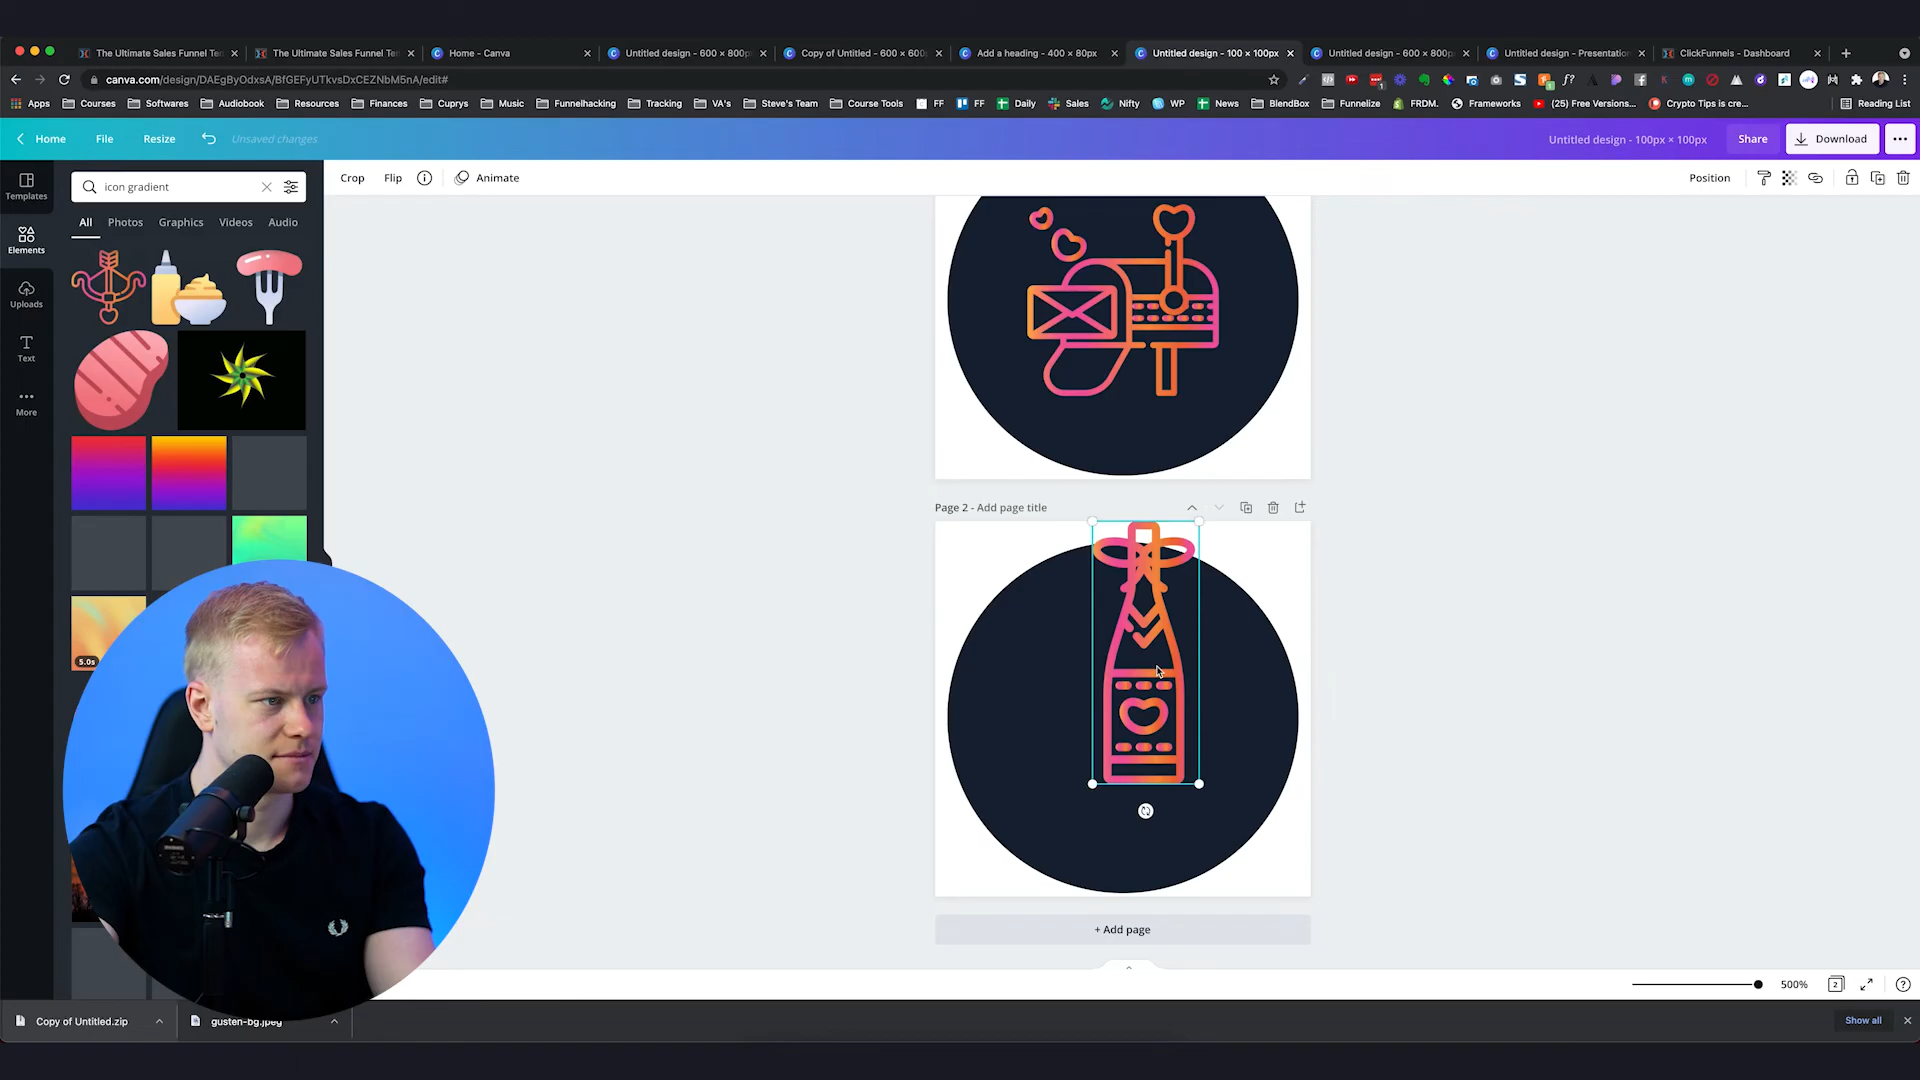 The Ultimate Sales Funnel Te
The Ultimate Sales Funnel Te
Home - Canva
Untitled design - 600 × 800p
Copy of Untitled - 600 × 600
Add a heading - 400 × 80px
Untitled design - 100 × 100px
Untitled design - 600 × 800p
Untitled design - Presentation
ClickFunnels - Dashboard
canva.com/design/DAEgByOdxsA/BfGEFyUTkvsDxCEZNbM5nA/edit#
Apps
Courses
Softwares
Audiobook
Resources
Finances
Cuprys
Music
Funnelhacking
Tracking
VA's
Steve's Team
Course Tools
FF
FF
Daily
Sales
Nifty
WP
News
BlendBox
Funnelize
FRDM.
Frameworks
(25) Free Versions...
Crypto Tips is cre...
Reading List
Home
File
Resize
Unsaved changes
Untitled design - 100px × 100px
Share
Download
Templates
Elements
Uploads
Text
More
icon gradient
All
Photos
Graphics
Videos
Audio
5.0s
Crop
Flip
Animate
Position
Page 2 - Add page title
+ Add page
500%
2
Copy of Untitled.zip
gusten-bg.jpeg
Show all